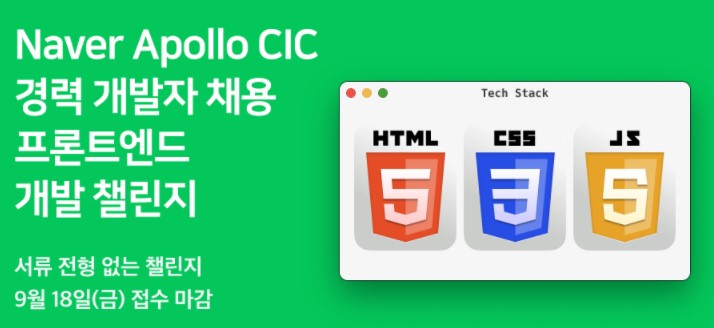 Naver Apollo CIC
경력 개발자 채용
프론트엔드
개발 챌린지
서류 전형 없는 챌린지
9월 18일(금) 접수 마감
Tech Stack
HTML CSS JS
5 3 5